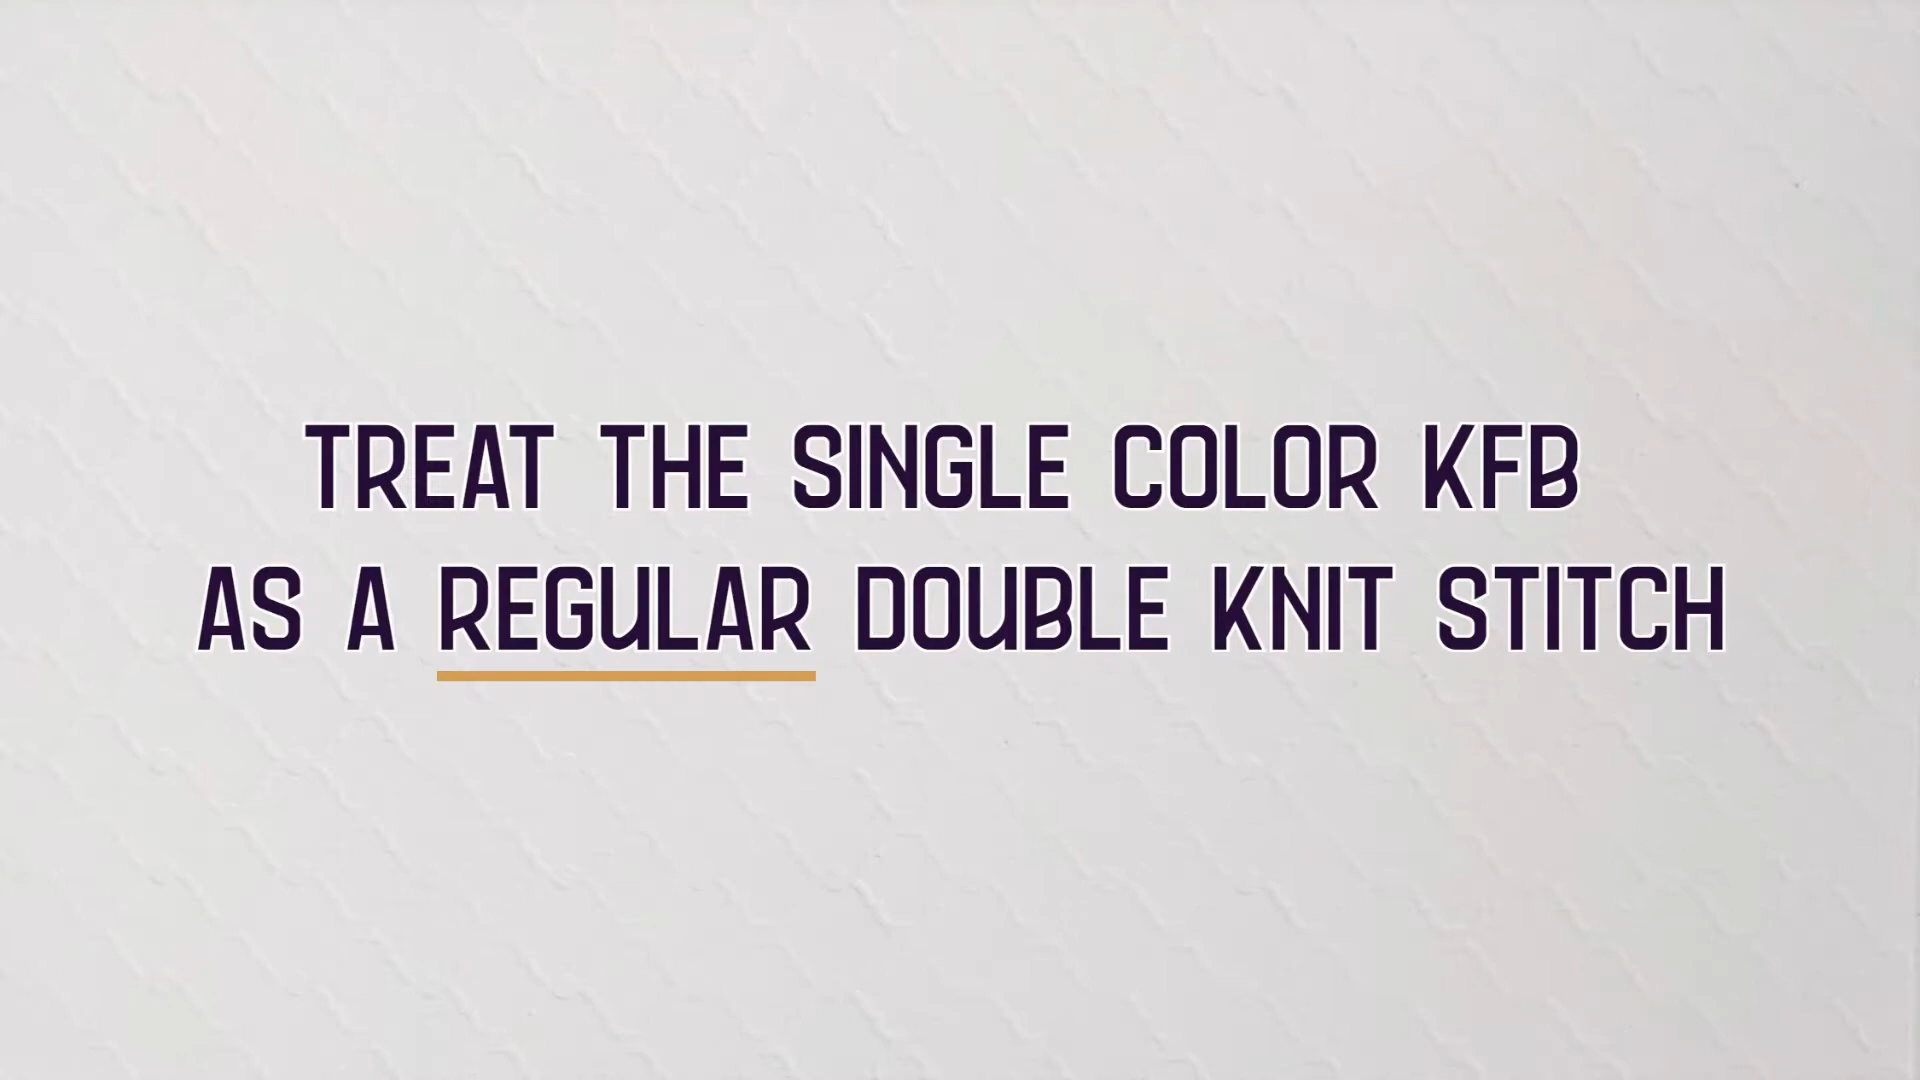 TREAT THE SINGLE COLOR KFB
AS A REGULAR DOUBLE KNIT STITCH